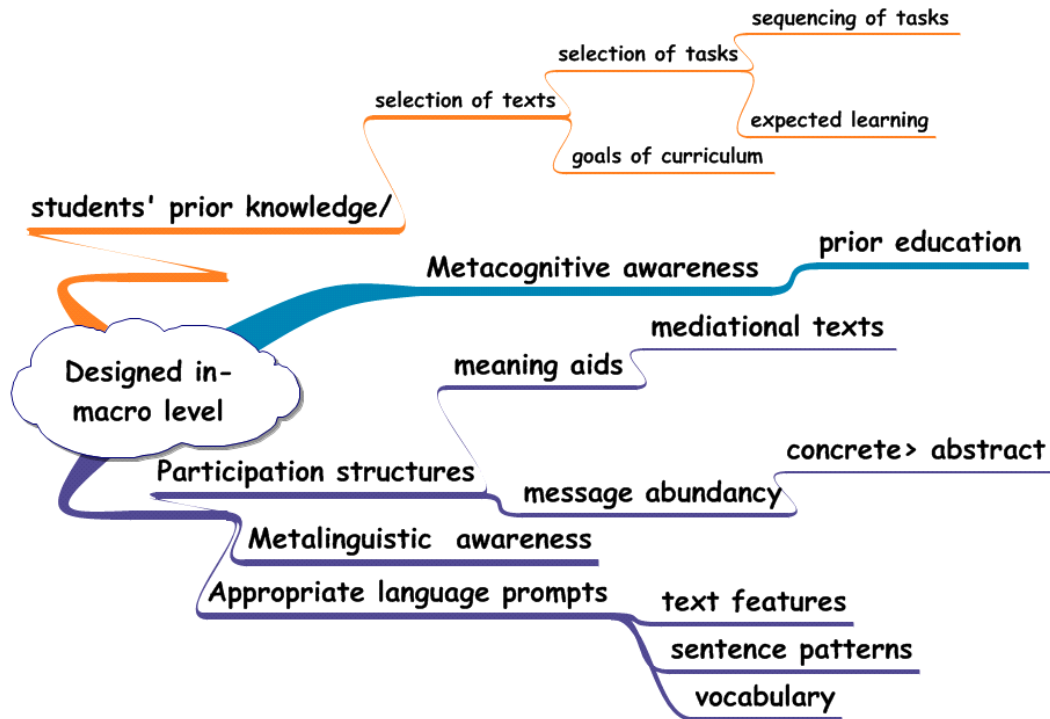 sequencing of tasks
selection of tasks
selection of texts
expected learning
goals of curriculum
students' prior knowledge/
prior education
Metacognitive awareness
mediational texts
meaning aids
Designed in-
macro level
concrete> abstract
Participation structures
message abundancy
Metalinguistic awareness
Appropriate language prompts
text features
sentence patterns
vocabulary